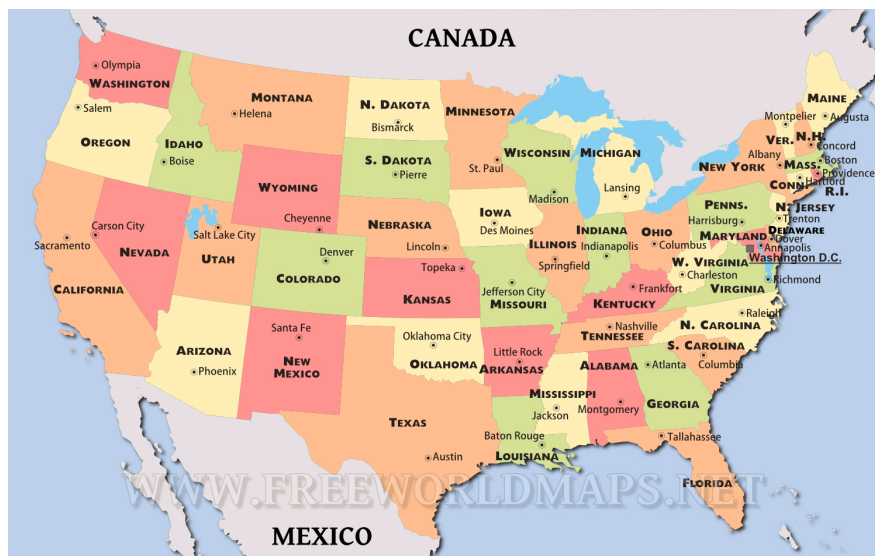 CANADA
Olympia
WASHINGTON
Salem
OREGON
IDAHO
Boise
MONTANA
Helena
N. DAKOTA
Bismarck
MINNESOTA
St. Paul
S. DAKOTA
Pierre
WISCONSIN
Madison
MICHIGAN
Lansing
MAINE
Augusta
Montpelier
VER.
N.H.
Concord
Albany
NEW YORK
MASS.
Boston
Providence
CONN.
Hartford
R.I.
WYOMING
Cheyenne
NEBRASKA
Lincoln
IOWA
Des Moines
ILLINOIS
Springfield
INDIANA
Indianapolis
OHIO
Columbus
PENNS.
Harrisburg
N. JERSEY
Trenton
DELAWARE
Dover
MARYLAND
Annapolis
Washington D.C.
W. VIRGINIA
Charleston
Richmond
VIRGINIA
Sacramento
Carson City
NEVADA
CALIFORNIA
Salt Lake City
UTAH
Denver
COLORADO
Topeka
KANSAS
Jefferson City
MISSOURI
Frankfort
KENTUCKY
Nashville
TENNESSEE
Raleigh
N. CAROLINA
S. CAROLINA
Columbia
ARIZONA
Phoenix
Santa Fe
NEW
MEXICO
Oklahoma City
OKLAHOMA
Little Rock
ARKANSAS
MISSISSIPPI
Jackson
ALABAMA
Montgomery
Atlanta
GEORGIA
TEXAS
Austin
Baton Rouge
LOUISIANA
Tallahassee
FLORIDA
WWW.FREEWORLDMAPS.NET
MEXICO